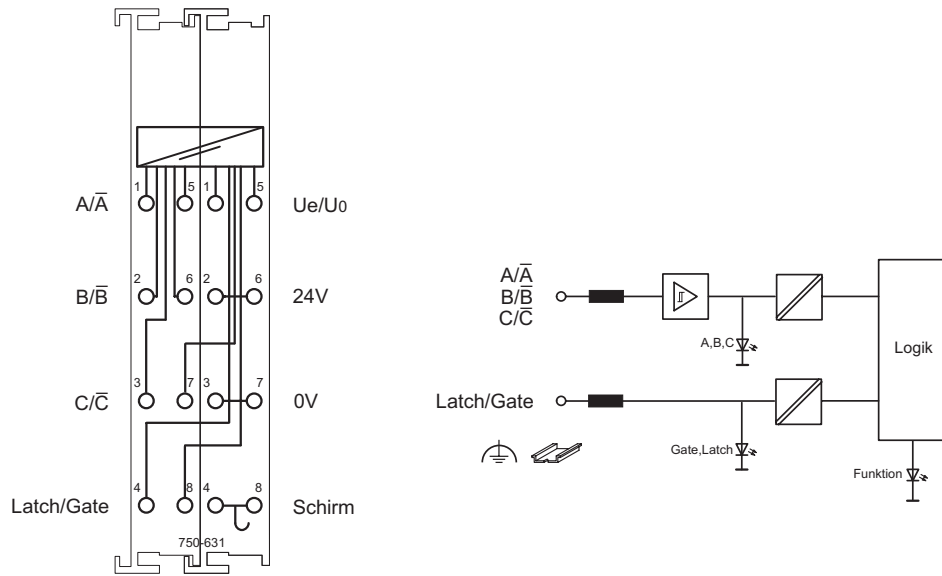 1 5 1 5
A/A̅ Ue/U0
2 6 2 6
B/B̅ 24V
3 7 3 7
C/C̅ 0V
4 8 4 8
Latch/Gate Schirm
750-631
A/A̅
B/B̅
C/C̅
A,B,C
Logik
Latch/Gate
Gate,Latch
Funktion